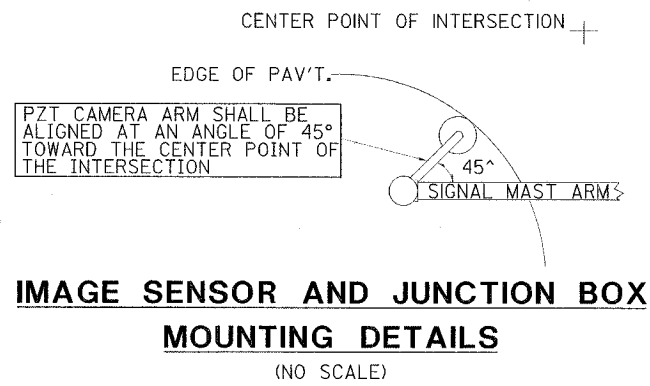 CENTER POINT OF INTERSECTION
EDGE OF PAV'T.
PZT CAMERA ARM SHALL BE
ALIGNED AT AN ANGLE OF 45°
TOWARD THE CENTER POINT OF
THE INTERSECTION
45^
SIGNAL MAST ARM
IMAGE SENSOR AND JUNCTION BOX
MOUNTING DETAILS
(NO SCALE)